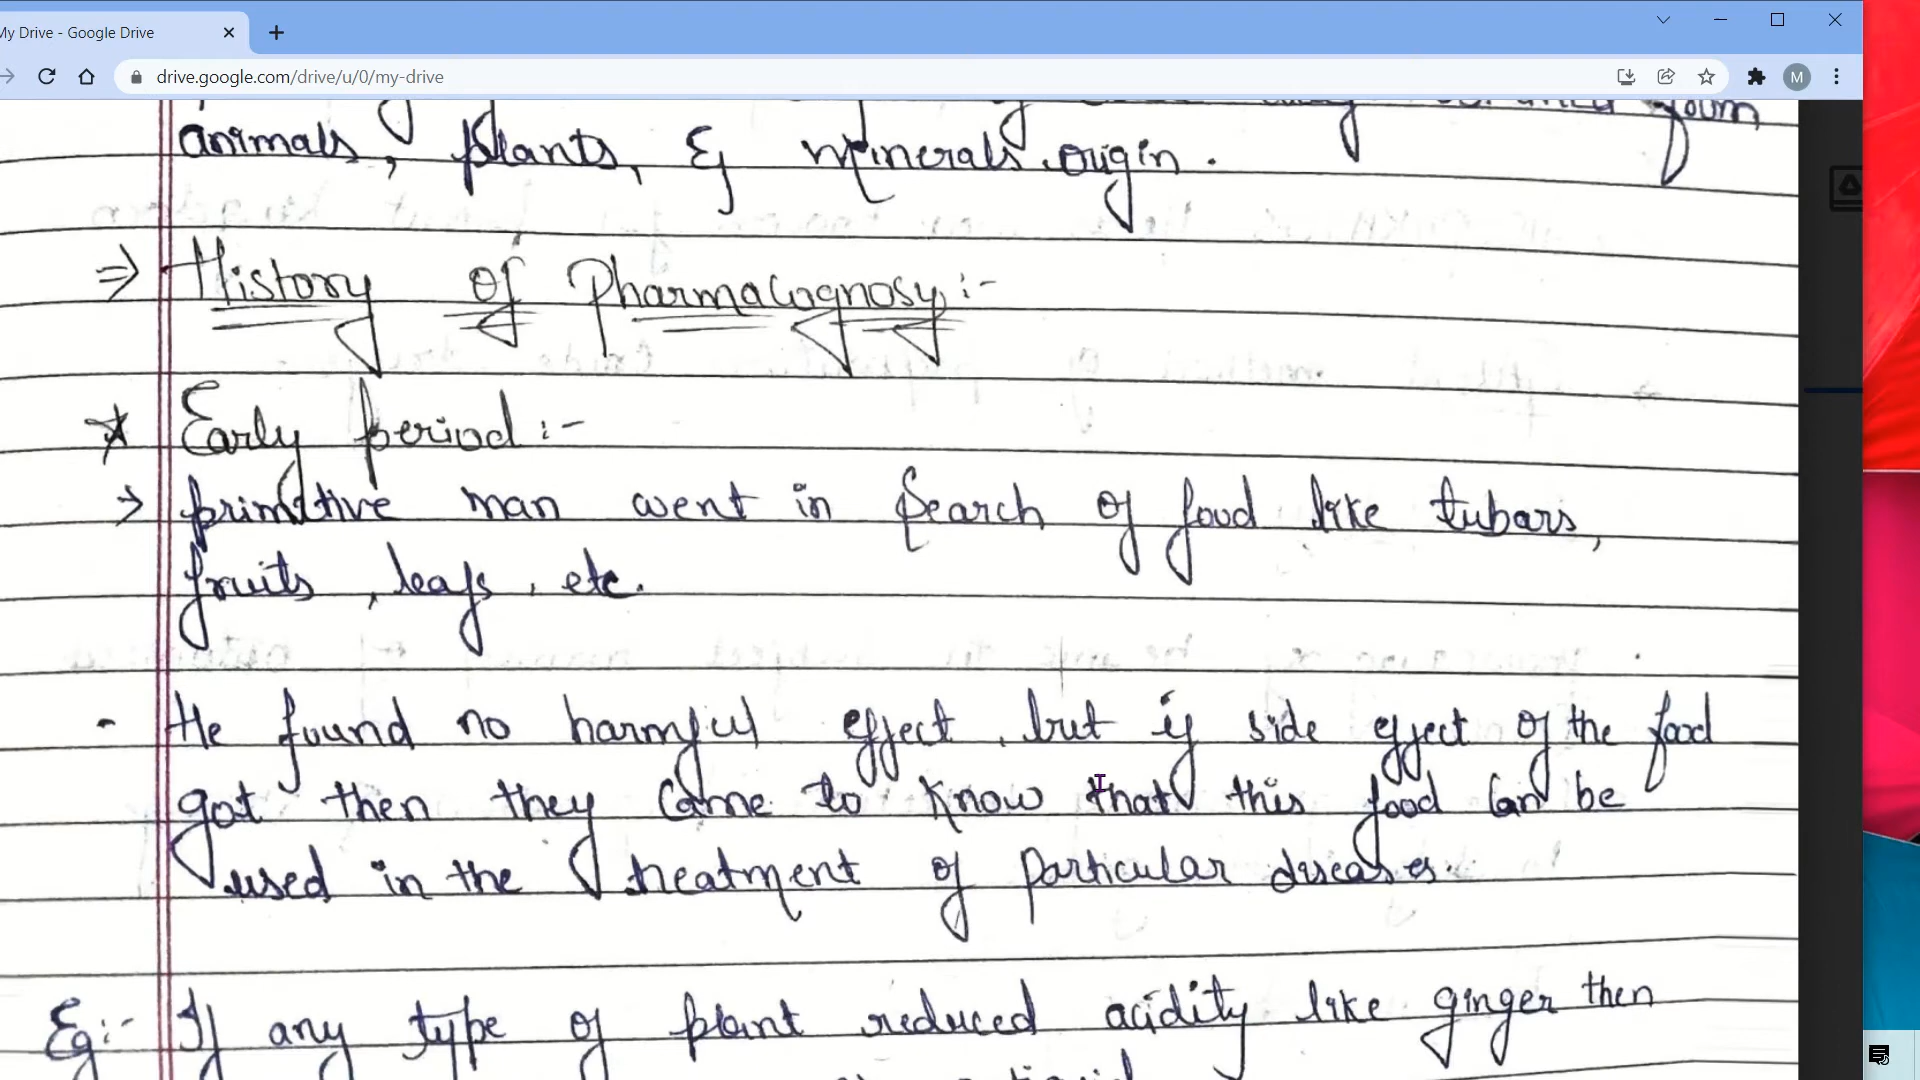 My Drive - Google Drive
drive.google.com/drive/u/0/my-drive
M
animals, plants, & minerals origin.
⇒ History of Pharmacognosy :-
* Early period :-
> primitive man went in search of food like tubars,
fruits, leafs, etc.
- He found no harmful effect, but if side effect of the food
got then they came to know that this food can be
used in the treatment of particular diseases.
Eg:- If any type of plant reduced acidity like ginger then